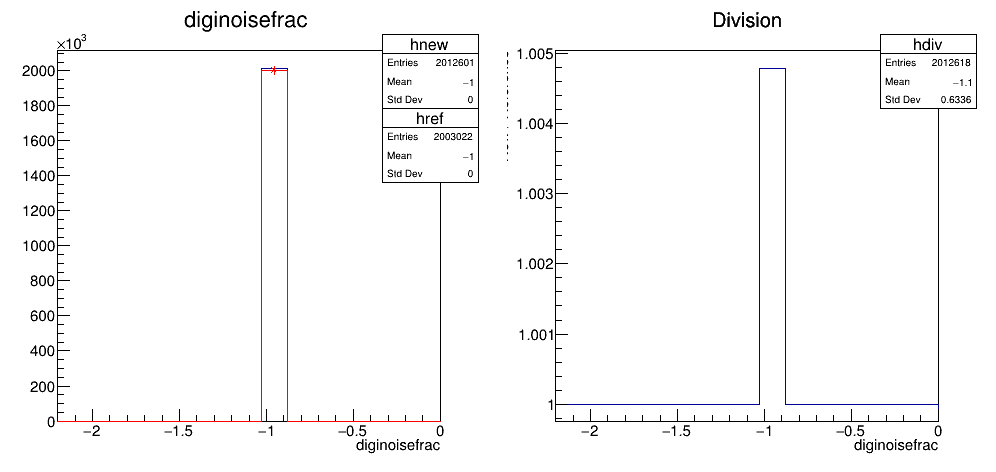 diginoisefrac
×10³
hnew
Entries 2012601
Mean −1
Std Dev 0
href
Entries 2003022
Mean −1
Std Dev 0
2000
1800
1600
1400
1200
1000
800
600
400
200
0
−2 −1.5 −1 −0.5 0
diginoisefrac
Division
hdiv
Entries 2012618
Mean −1.1
Std Dev 0.6336
1.005
1.004
1.003
1.002
1.001
1
−2 −1.5 −1 −0.5 0
diginoisefrac